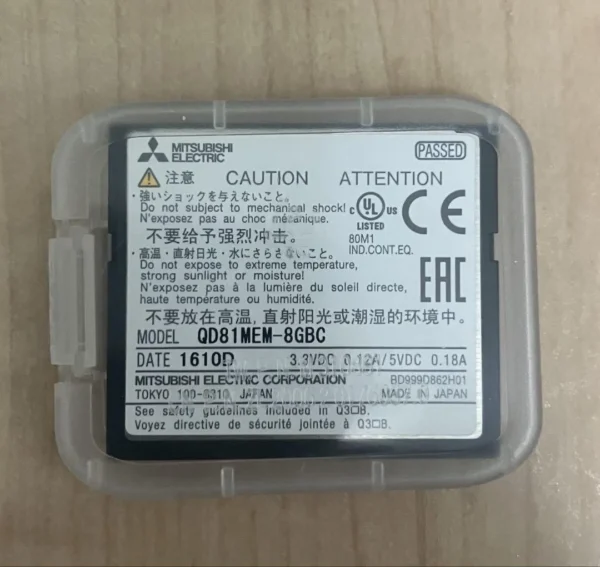 MITSUBISHI
ELECTRIC
PASSED
注意 CAUTION ATTENTION
・強いショックを与えないこと。
Do not subject to mechanical shock!
N'exposez pas au choc mécanique.
不要给予强烈冲击。
c UL us
LISTED
80M1
IND.CONT.EQ.
CE
・高温・直射日光・水にさらさないこと。
Do not expose to extreme temperature,
strong sunlight or moisture!
N'exposez pas à la lumière du soleil directe,
haute température ou humidité.
EAC
不要放在高温,直射阳光或潮湿的环境中。
MODEL QD81MEM-8GBC
DATE 1610D 3.3VDC 0.12A/5VDC 0.18A
MITSUBISHI ELECTRIC CORPORATION BD999D862H01
TOKYO 100-8310 JAPAN MADE IN JAPAN
See safety guidelines included in Q3□8.
Voyez directive de sécurité jointée à Q3□8.